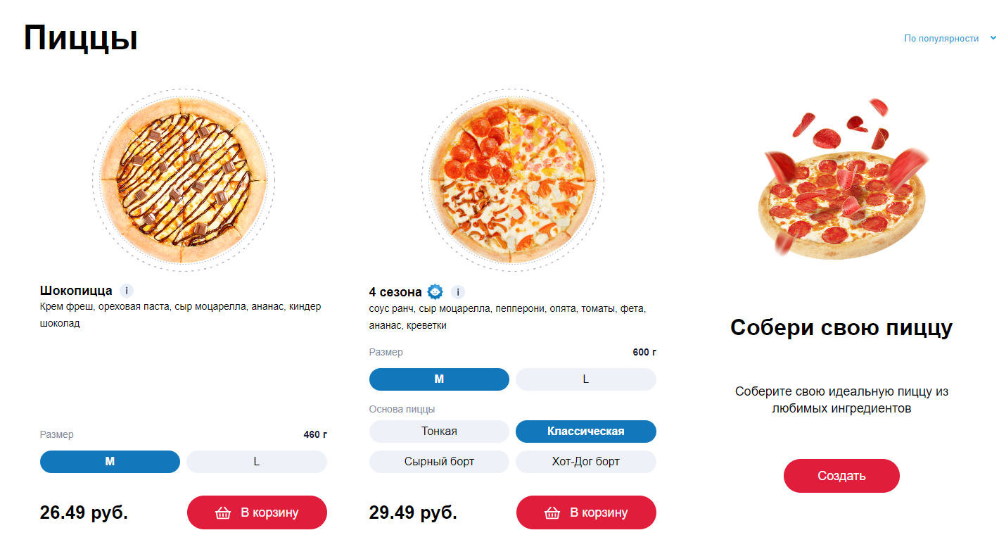 Пиццы
По популярности
Шокопицца i
Крем фреш, ореховая паста, сыр моцарелла, ананас, киндер
шоколад
Размер 460 г
M L
26.49 руб. В корзину
4 сезона i
соус ранч, сыр моцарелла, пепперони, опята, томаты, фета,
ананас, креветки
Размер 600 г
M L
Основа пиццы
Тонкая Классическая
Сырный борт Хот-Дог борт
29.49 руб. В корзину
Собери свою пиццу
Соберите свою идеальную пиццу из
любимых ингредиентов
Создать